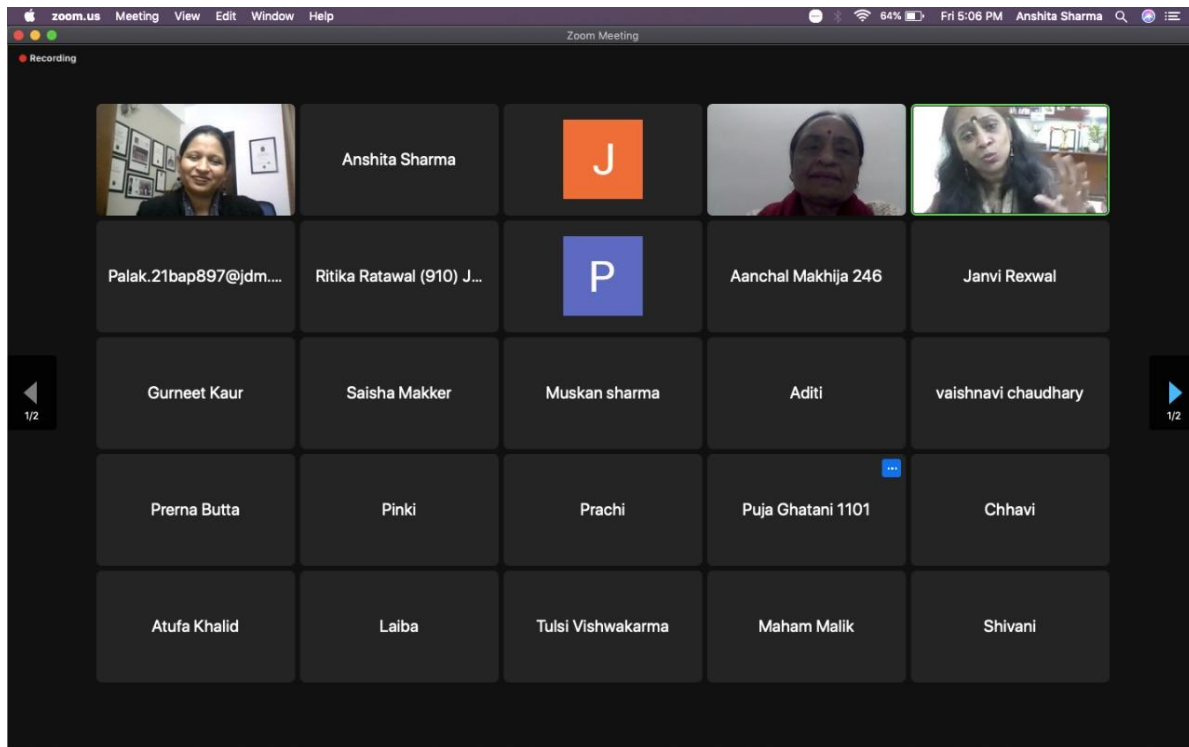 zoom.us Meeting View Edit Window Help 64% Fri 5:06 PM Anshita Sharma
Zoom Meeting
Recording
Anshita Sharma
J
Palak.21bap897@jdm....
Ritika Ratawal (910) J...
P
Aanchal Makhija 246
Janvi Rexwal
1/2
Gurneet Kaur
Saisha Makker
Muskan sharma
Aditi
vaishnavi chaudhary
1/2
Prerna Butta
Pinki
Prachi
Puja Ghatani 1101
Chhavi
Atufa Khalid
Laiba
Tulsi Vishwakarma
Maham Malik
Shivani